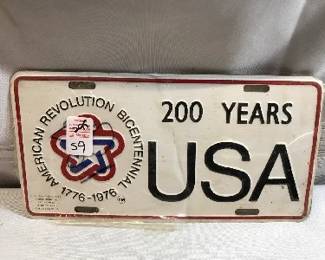 AMERICAN REVOLUTION BICENTENNIAL
1776-1976
59
200 YEARS
USA